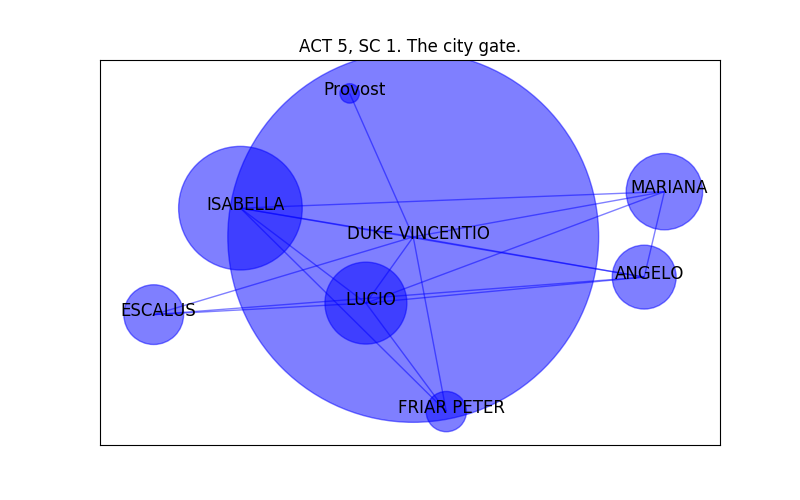 ACT 5, SC 1. The city gate.
Provost
MARIANA
ISABELLA
DUKE VINCENTIO
ANGELO
LUCIO
ESCALUS
FRIAR PETER